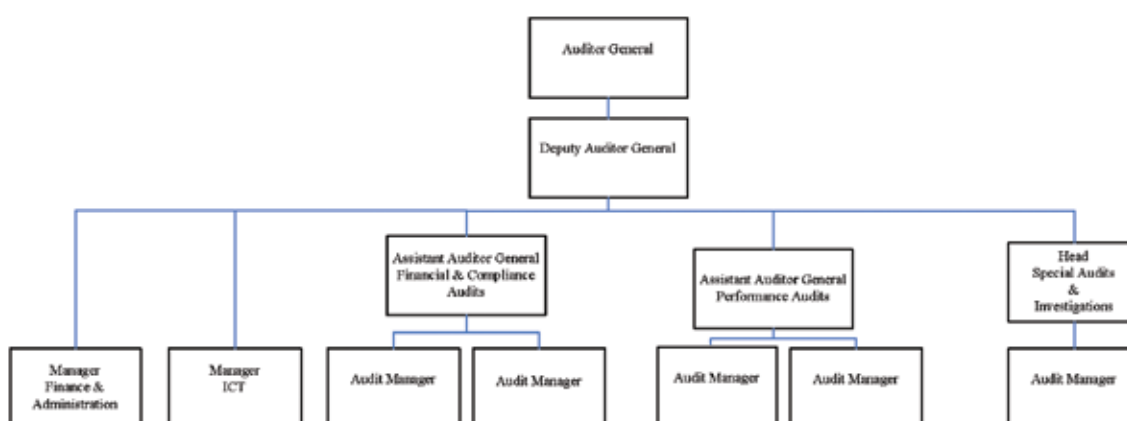 Auditor General
Deputy Auditor General
Assistant Auditor General
Financial & Compliance
Audits
Assistant Auditor General
Performance Audits
Head
Special Audits
&
Investigations
Manager
Finance &
Administration
Manager
ICT
Audit Manager
Audit Manager
Audit Manager
Audit Manager
Audit Manager